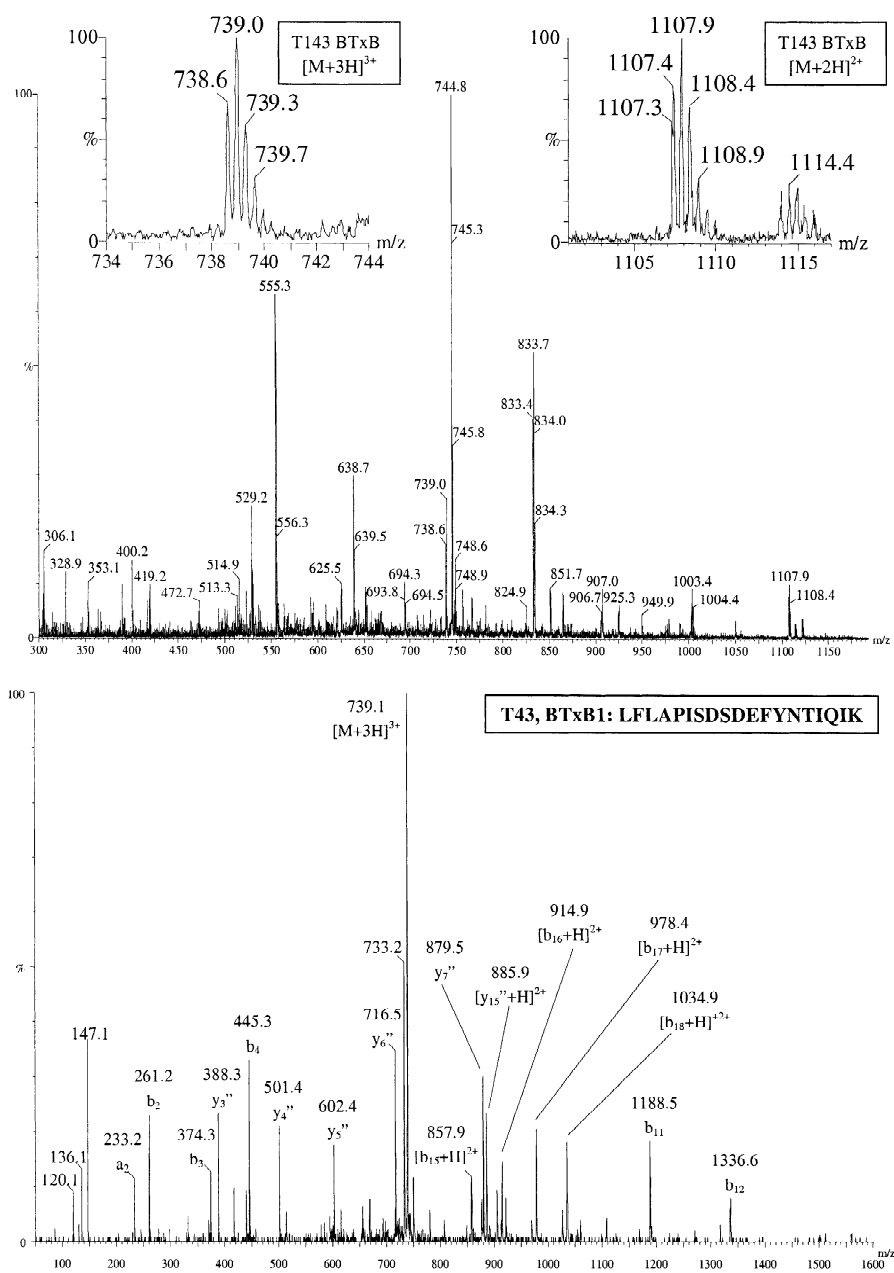 100
739.0
T143 BTxB
[M+3H]3+
738.6
739.3
739.7
%
0
734 736 738 740 742 744
m/z
100
1107.9
T143 BTxB
[M+2H]2+
1107.4
1108.4
1107.3
1108.9
1114.4
%
0
1105 1110 1115
m/z
100
744.8
745.3
555.3
833.7
%
833.4
834.0
745.8
638.7
739.0
529.2
834.3
556.3
738.6
306.1
639.5
748.6
400.2
328.9
353.1
419.2
514.9
625.5
694.3
748.9
851.7
907.0
1003.4
1107.9
472.7
513.3
693.8
694.5
824.9
906.7
925.3
949.9
1004.4
1108.4
0
300 350 400 450 500 550 600 650 700 750 800 850 900 950 1000 1050 1100 1150
m/z
100
739.1
[M+3H]3+
T43, BTxB1: LFLAPISDSDEFYNTIQIK
914.9
[b16+H]2+
978.4
[b17+H]2+
733.2
879.5
y7”
885.9
[y15”+H]2+
%
1034.9
[b18+H]+2+
716.5
y6”
147.1
445.3
b4
261.2
b2
388.3
y3”
501.4
y4”
602.4
y5”
1188.5
b11
857.9
[b15+H]2+
233.2
a2
374.3
b3
136.1
120.1
1336.6
b12
0
100 200 300 400 500 600 700 800 900 1000 1100 1200 1300 1400 1500 1600
m/z